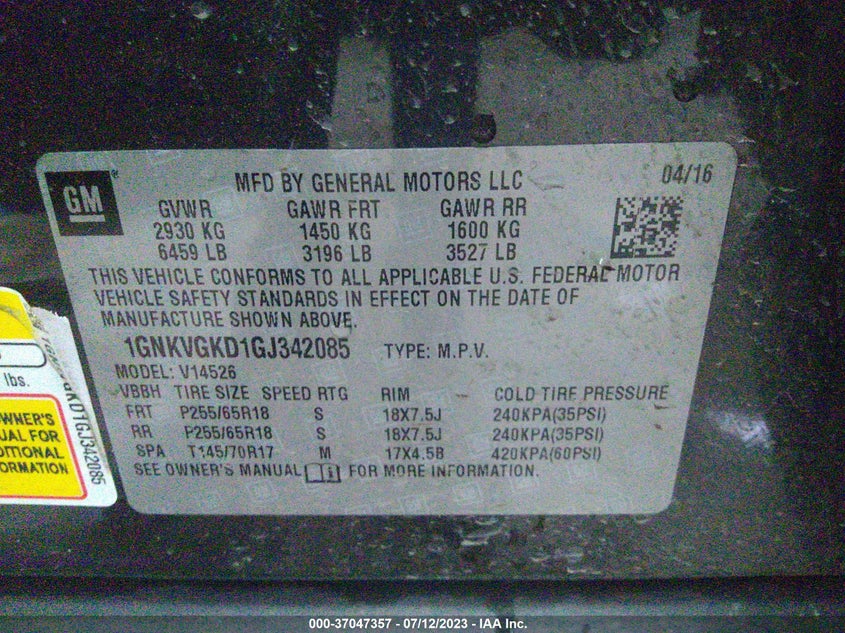 GM
MFD BY GENERAL MOTORS LLC 04/16
GVWR GAWR FRT GAWR RR
2930 KG 1450 KG 1600 KG
6459 LB 3196 LB 3527 LB
THIS VEHICLE CONFORMS TO ALL APPLICABLE U.S. FEDERAL MOTOR
VEHICLE SAFETY STANDARDS IN EFFECT ON THE DATE OF
MANUFACTURE SHOWN ABOVE.
1GNKVGKD1GJ342085 TYPE: M.P.V.
MODEL: V14526
VBBH TIRE SIZE SPEED RTG RIM COLD TIRE PRESSURE
FRT P255/65R18 S 18X7.5J 240KPA(35PSI)
RR P255/65R18 S 18X7.5J 240KPA(35PSI)
SPA T145/70R17 M 17X4.5B 420KPA(60PSI)
SEE OWNER'S MANUAL FOR MORE INFORMATION.
lbs.
OWNER'S
FOR
KD1GJ342085
000-37047357 - 07/12/2023 - IAA Inc.